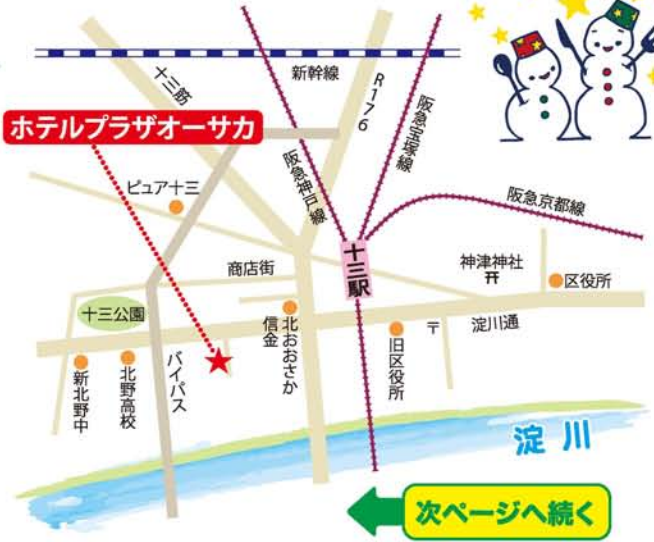 新幹線
十三筋
R176
阪急宝塚線
ホテルプラザオーサカ
阪急神戸線
ピュア十三
阪急京都線
十三駅
商店街
神津神社
区役所
十三公園
北おおさか
信金
旧区役所
〒
淀川通
新北野中
北野高校
バイパス
淀川
次ページへ続く